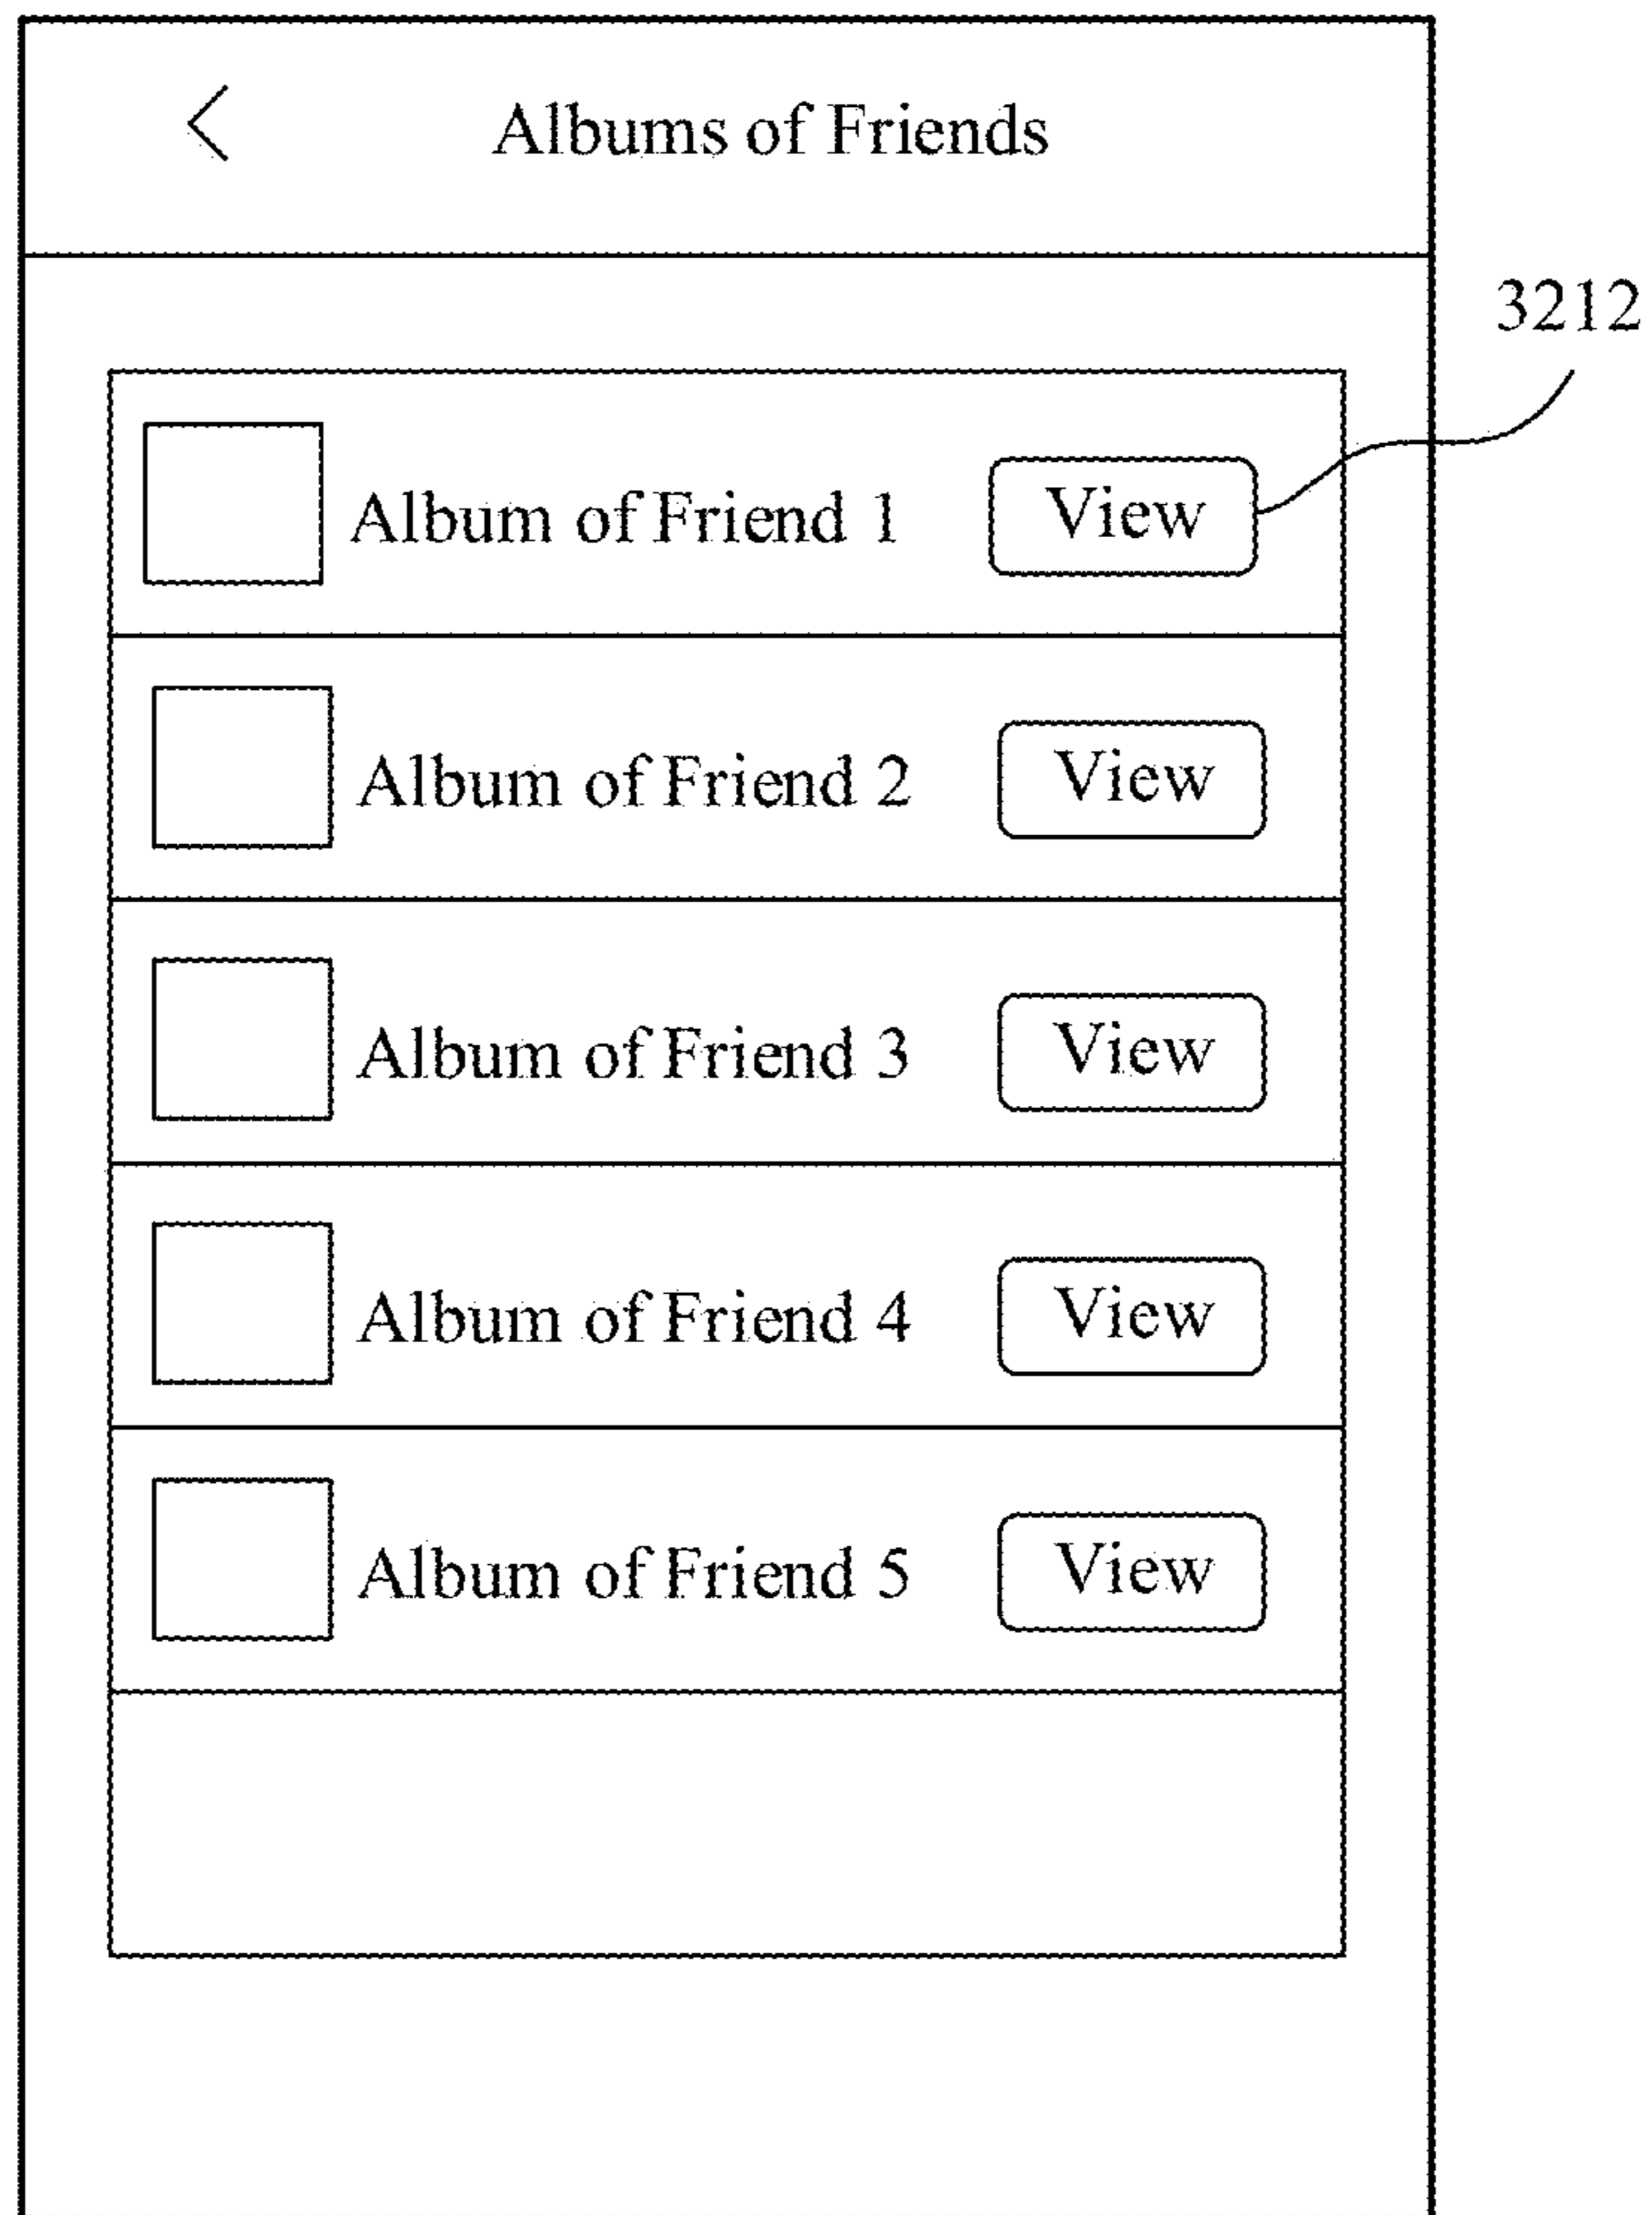 Albums of Friends
3212
Album of Friend 1 View
Album of Friend 2 View
Album of Friend 3 View
Album of Friend 4 View
Album of Friend 5 View